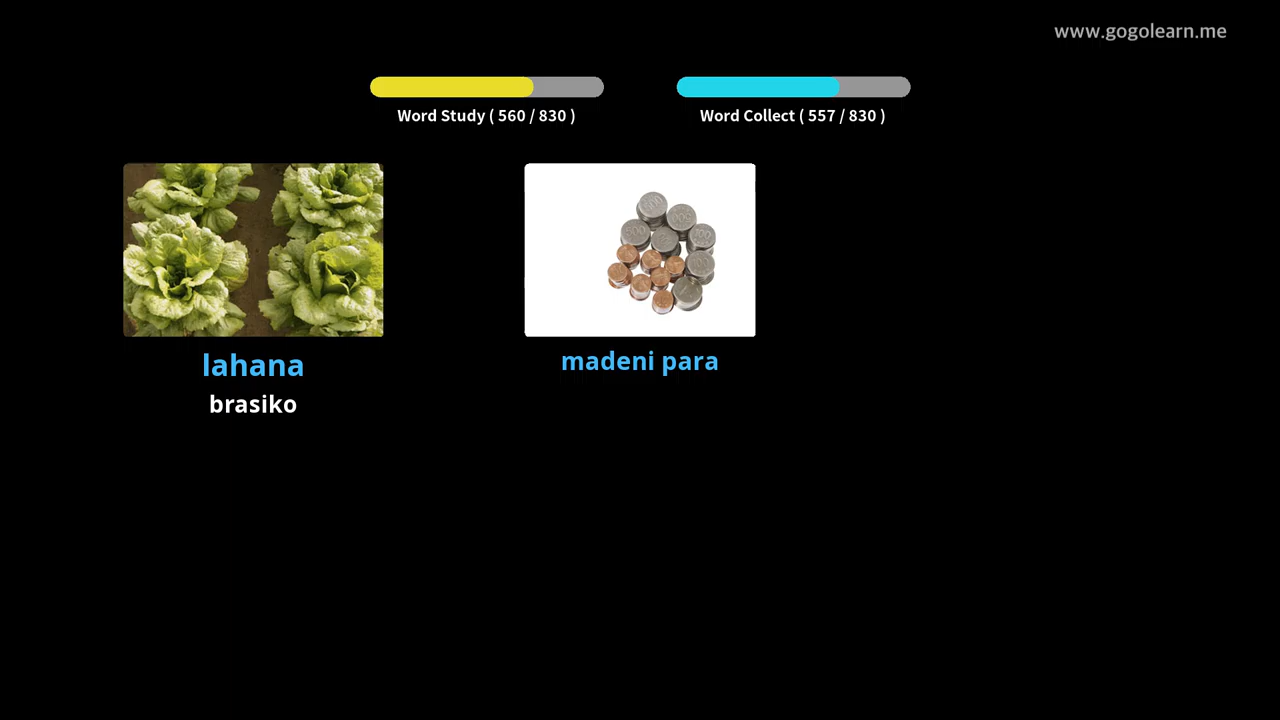 www.gogolearn.me
Word Study ( 560 / 830 )
Word Collect ( 557 / 830 )
lahana
brasiko
madeni para